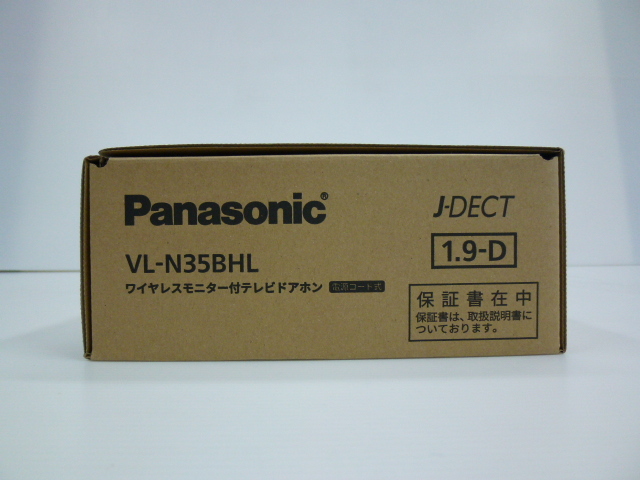 Panasonic®
J-DECT
VL-N35BHL
1.9-D
ワイヤレスモニター付テレビドアホン 電源コード式
保証書在中
保証書は、取扱説明書に
ついております。